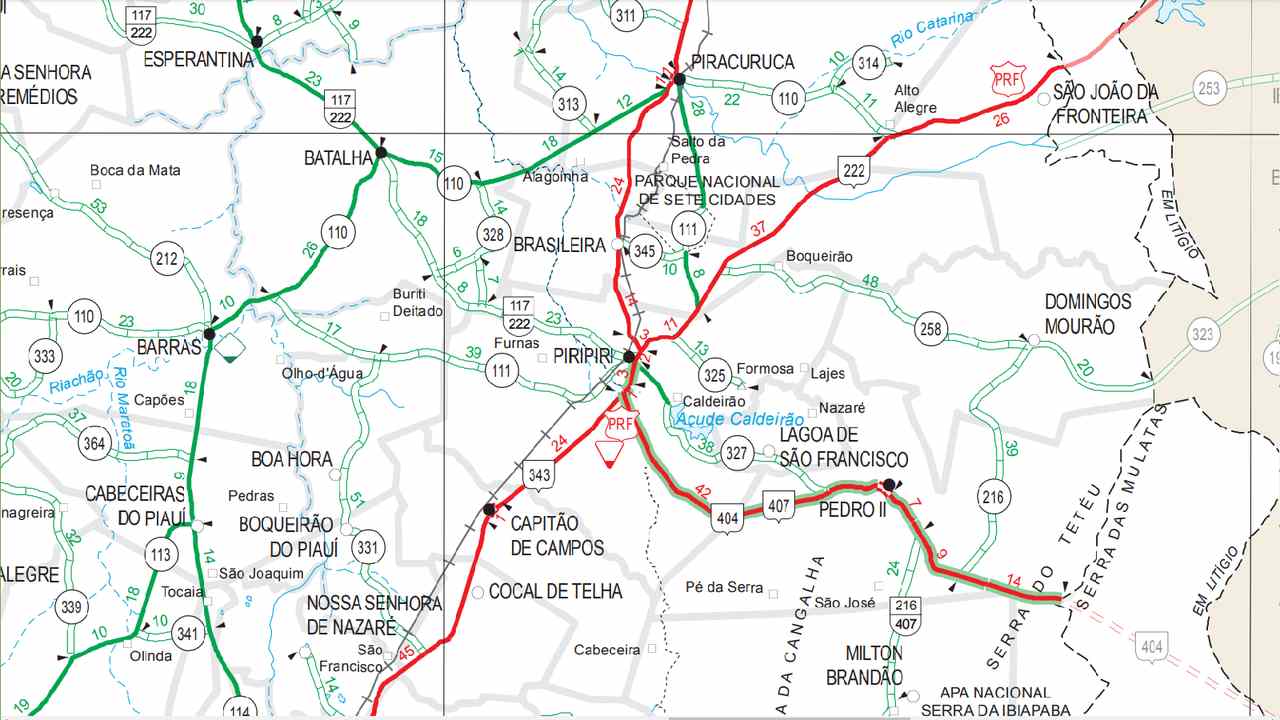 30
117
222
311
9
ESPERANTINA
23
A SENHORA
REMÉDIOS
117
222
14
313
12
PIRACURUCA
22
110
10
314
Rio Catarina
11
Alto
Alegre
PRF
SÃO JOÃO DA
FRONTEIRA
253
26
28
BATALHA
15
110
18
Alagoinha
Salto da
Pedra
PARQUE NACIONAL
DE SETE CIDADES
222
Boca da Mata
resença
53
24
18
14
328
BRASILEIRA
345
111
10
8
37
EM LITÍGIO
110
26
212
6
7
8
Boqueirão
48
rais
10
Buriti
Deitado
117
222
23
14
11
258
DOMINGOS
MOURÃO
323
110
23
BARRAS
17
Furnas
PIRIPIRI
3
2
3
1
13
325
Formosa
Lajes
20
333
20
Riachão
Rio Marataoã
Olho-d'Água
39
111
18
Capões
Caldeirão
Açude Caldeirão
Nazaré
37
364
PRF
38
327
LAGOA DE
SÃO FRANCISCO
39
24
343
BOA HORA
9
CABECEIRAS
DO PIAUÍ
Pedras
51
BOQUEIRÃO
DO PIAUÍ
331
42
404
407
PEDRO II
7
216
nagreira
32
1
CAPITÃO
DE CAMPOS
113
14
ALEGRE
São Joaquim
Tocaia
9
14
24
SERRA DO TETÉU
SERRA DAS MULATAS
EM LITÍGIO
339
18
10
10
341
Olinda
NOSSA SENHORA
DE NAZARÉ
COCAL DE TELHA
Pé da Serra
São José
216
407
404
São
Francisco
45
Cabeceira
A DA CANGALHA
MILTON
BRANDÃO
14
114
19
APA NACIONAL
SERRA DA IBIAPABA